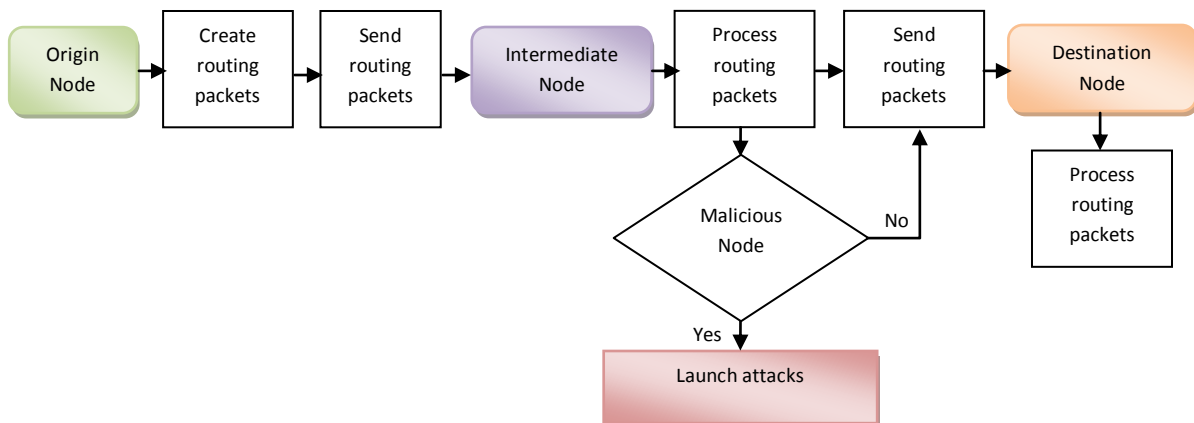 Origin
Node
Create
routing
packets
Send
routing
packets
Intermediate
Node
Process
routing
packets
Send
routing
packets
Destination
Node
Process
routing
packets
Malicious
Node
No
Yes
Launch attacks